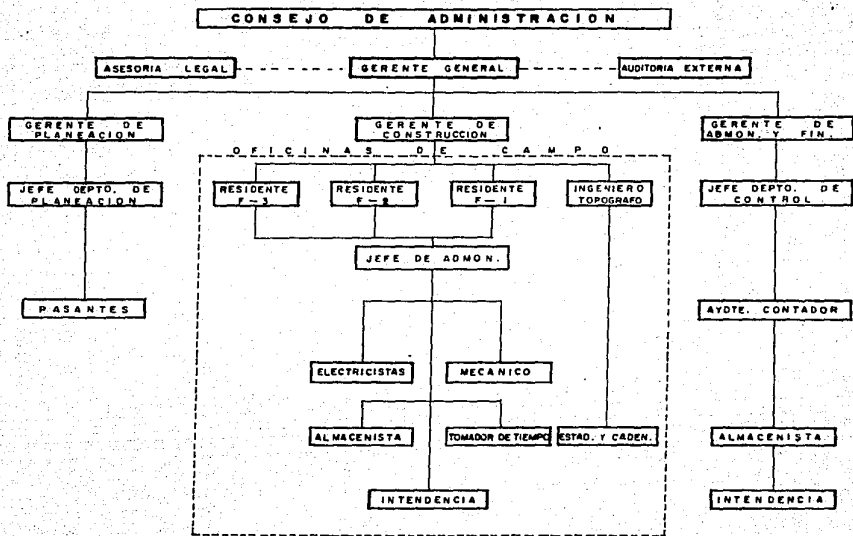 CONSEJO DE ADMINISTRACION
ASESORIA LEGAL
GERENTE GENERAL
AUDITORIA EXTERNA
GERENTE DE
PLANEACION
GERENTE DE
CONSTRUCCION
GERENTE DE
ABMON. Y FIN.
OFICINAS DE CAMPO
JEFE DEPTO. DE
PLANEACION
RESIDENTE
F-3
RESIDENTE
F-2
RESIDENTE
F-1
INGENIERO
TOPOGRAFO
JEFE DEPTO. DE
CONTROL
JEFE DE ADMON.
PASANTES
AYDTE. CONTADOR
ELECTRICISTAS
MECANICO
ALMACENISTA
TOMADOR DE TIEMPO
ESTAD. Y CADEN.
ALMACENISTA
INTENDENCIA
INTENDENCIA